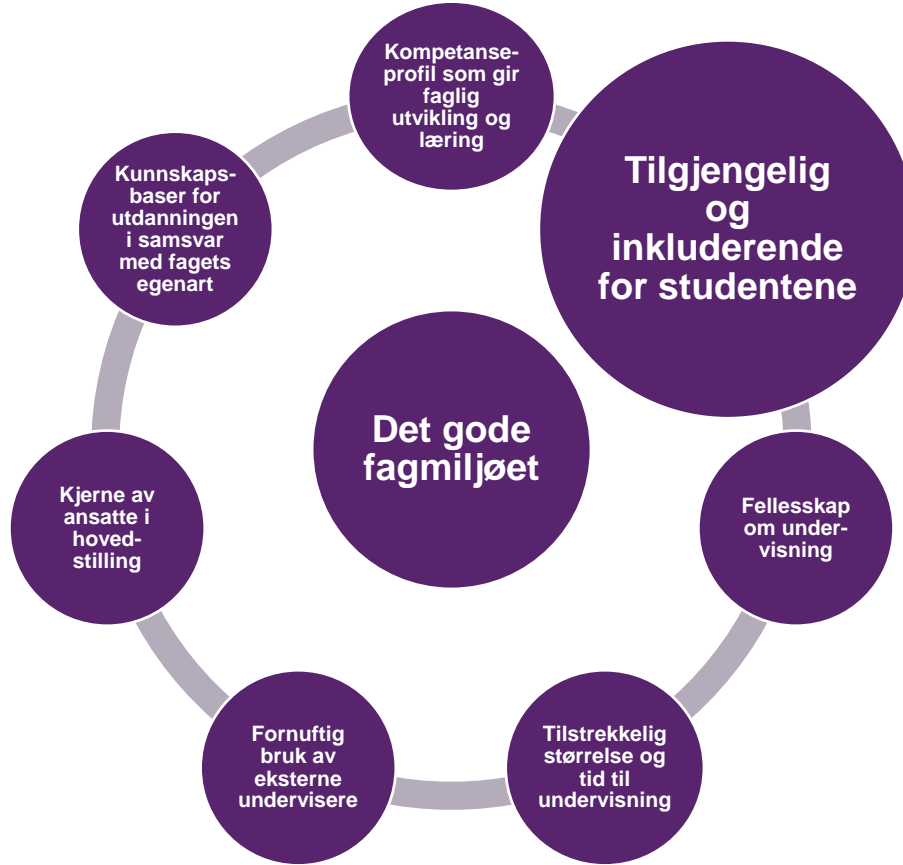 Kompetanse-
profil som gir
faglig
utvikling og
læring
Tilgjengelig
og
inkluderende
for studentene
Fellesskap
om under-
visning
Tilstrekkelig
størrelse og
tid til
undervisning
Fornuftig
bruk av
eksterne
undervisere
Kjerne av
ansatte i
hoved-
stilling
Kunnskaps-
baser for
utdanningen
i samsvar
med fagets
egenart
Det gode
fagmiljøet